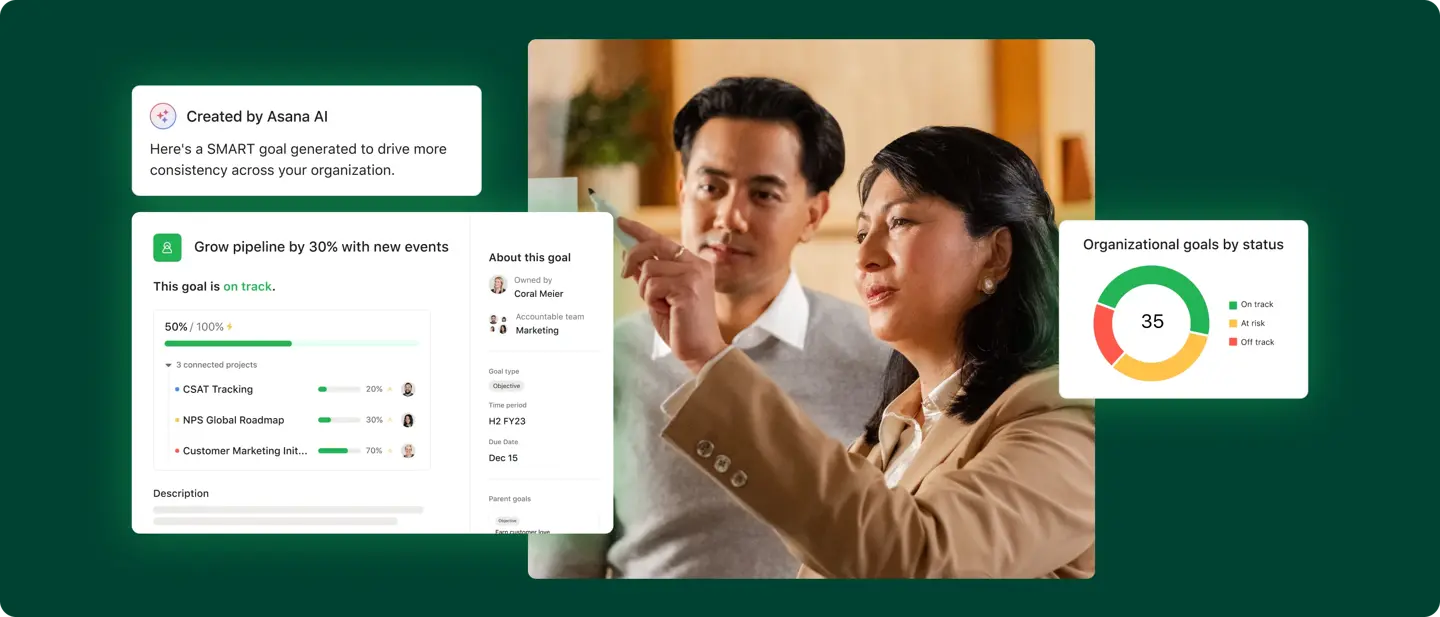 Created by Asana AI
Here's a SMART goal generated to drive more
consistency across your organization.
Grow pipeline by 30% with new events
This goal is on track.
50% / 100%
3 connected projects
CSAT Tracking 20%
NPS Global Roadmap 30%
Customer Marketing Init... 70%
Description
About this goal
Owned by
Coral Meier
Accountable team
Marketing
Goal type
Objective
Time period
H2 FY23
Due Date
Dec 15
Parent goals
Objective
Earn customer love
Organizational goals by status
35
On track
At risk
Off track